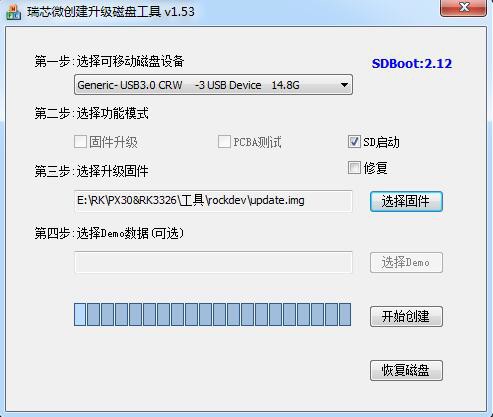 瑞芯微创建升级磁盘工具 v1.53
第一步:选择可移动磁盘设备
SDBoot:2.12
Generic- USB3.0 CRW -3 USB Device 14.8G
第二步:选择功能模式
固件升级 PCBA测试 SD启动
修复
第三步:选择升级固件
E:\RK\PX30&RK3326\工具\rockdev\update.img 选择固件
第四步:选择Demo数据(可选)
选择Demo
开始创建
恢复磁盘